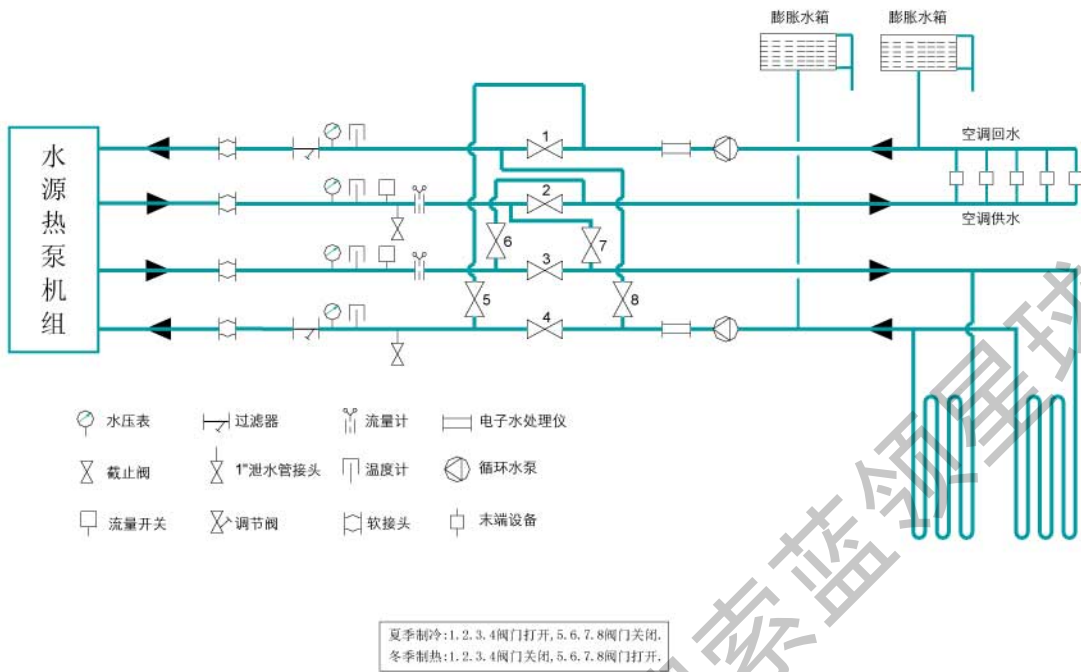 膨胀水箱 膨胀水箱
水源热泵机组
1
空调回水
2
空调供水
6
7
3
5
8
4
水压表 过滤器 流量计 电子水处理仪
截止阀 1"泄水管接头 温度计 循环水泵
流量开关 调节阀 软接头 末端设备
夏季制冷:1.2.3.4阀门打开,5.6.7.8阀门关闭.
冬季制热:1.2.3.4阀门关闭,5.6.7.8阀门打开.
索蓝领星球